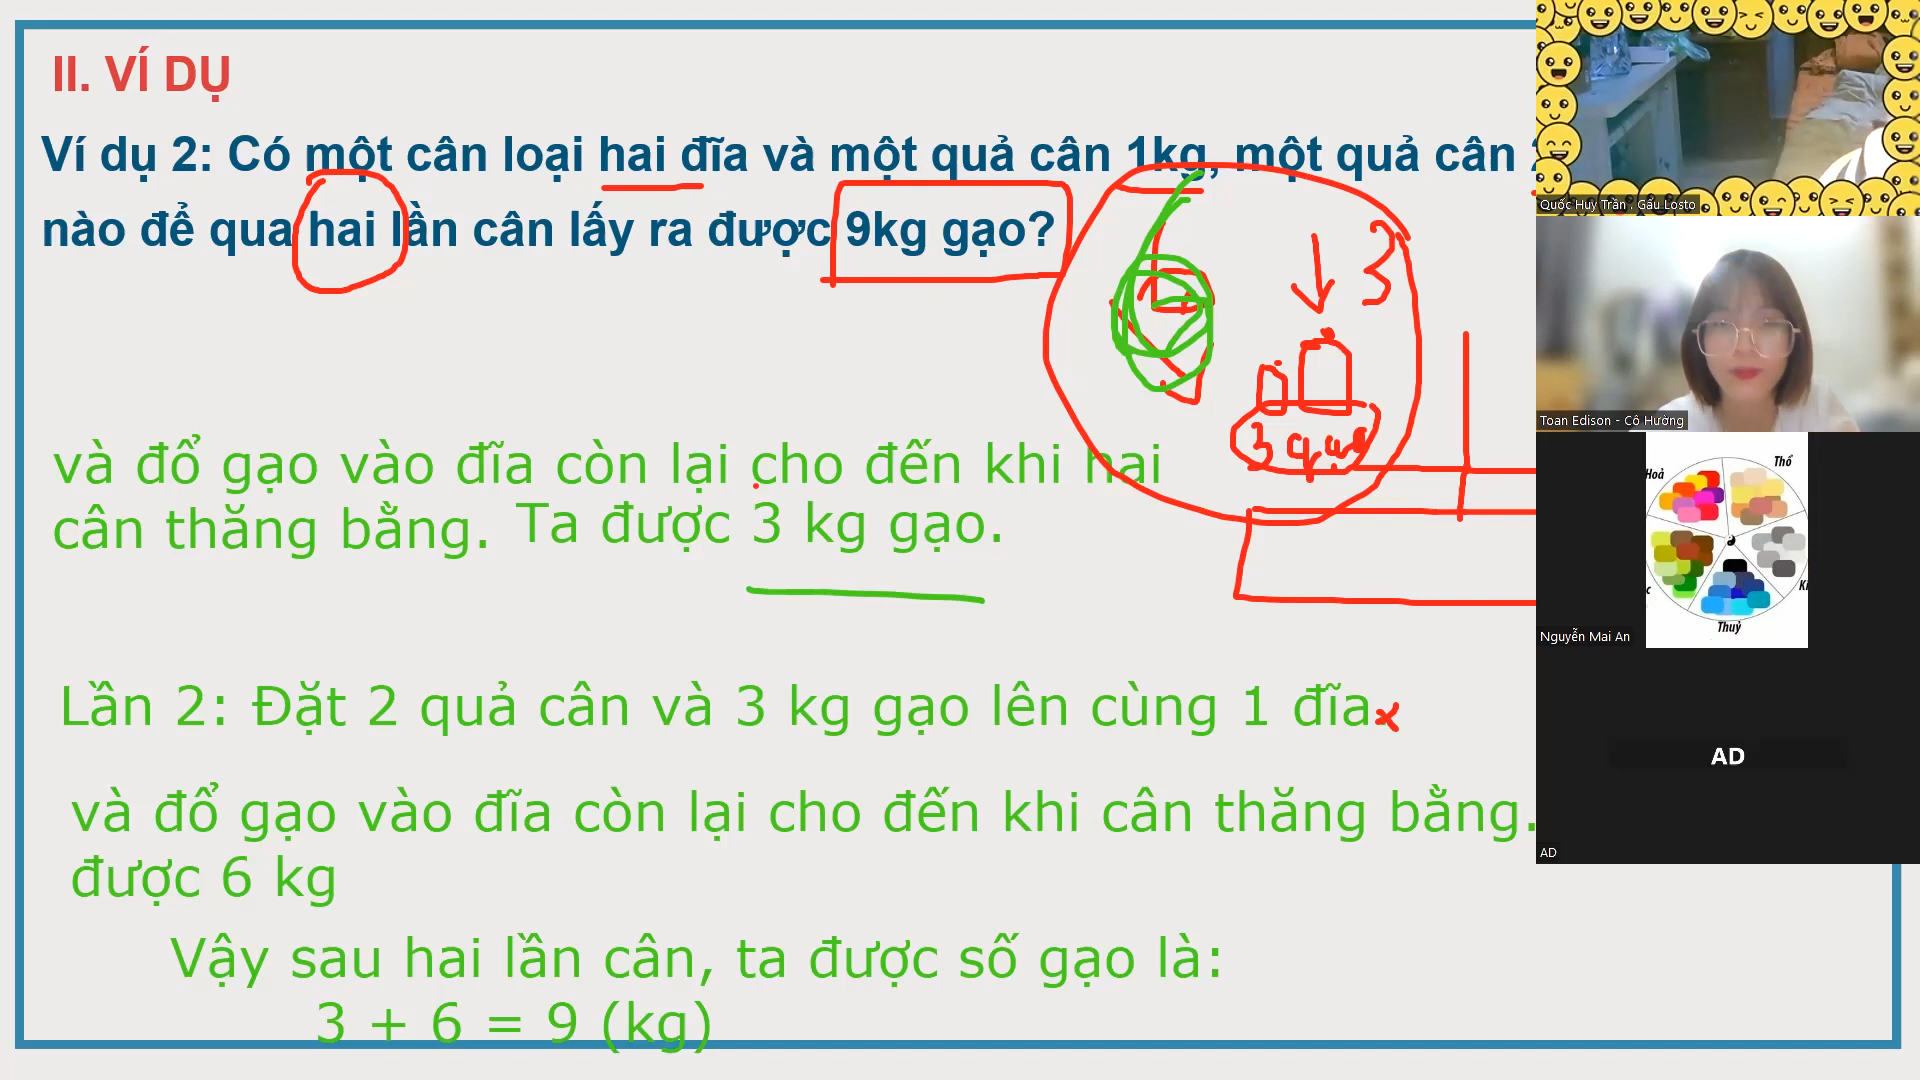 II. VÍ DỤ
Ví dụ 2: Có một cân loại hai đĩa và một quả cân 1kg, một quả cân
nào để qua hai lần cân lấy ra được 9kg gạo?
3
3
và đổ gạo vào đĩa còn lại cho đến khi hai
cân thăng bằng. Ta được 3 kg gạo.
Lần 2: Đặt 2 quả cân và 3 kg gạo lên cùng 1 đĩa
và đổ gạo vào đĩa còn lại cho đến khi cân thăng bằng.
được 6 kg
Vậy sau hai lần cân, ta được số gạo là:
3 + 6 = 9 (kg)
Quốc Huy Trần . Gấu Losto
Toan Edison - Cô Hường
Hoả
Thổ
Thuỷ
Nguyễn Mai An
AD
AD